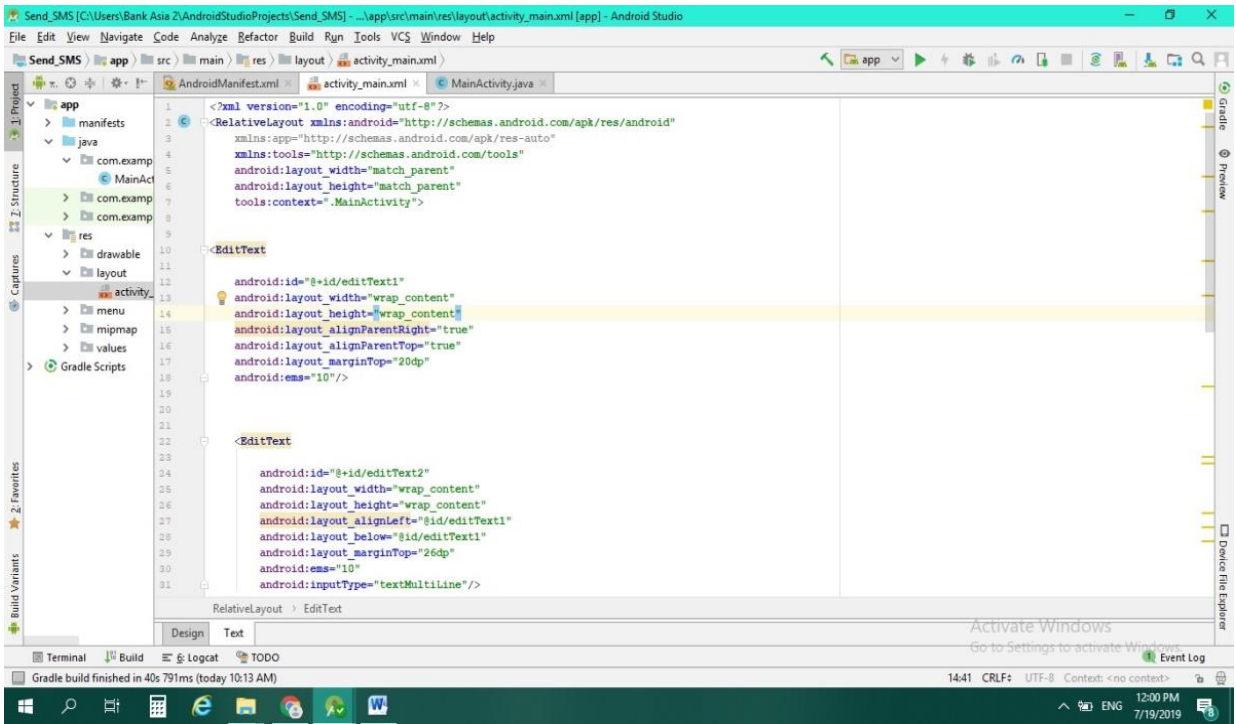 Send_SMS [C:\Users\Bank Asia 2\AndroidStudioProjects\Send_SMS] - ...\app\src\main\res\layout\activity_main.xml [app] - Android Studio
File Edit View Navigate Code Analyze Refactor Build Run Tools VCS Window Help
Send_SMS app src main res layout activity_main.xml
app
AndroidManifest.xml activity_main.xml MainActivity.java
1: Project
7: Structure
Captures
2: Favorites
Build Variants
app
manifests
java
com.examp
MainAct
com.examp
com.examp
res
drawable
layout
activity_
menu
mipmap
values
Gradle Scripts
1 <?xml version="1.0" encoding="utf-8"?>
2 <RelativeLayout xmlns:android="http://schemas.android.com/apk/res/android"
3 xmlns:app="http://schemas.android.com/apk/res-auto"
4 xmlns:tools="http://schemas.android.com/tools"
5 android:layout_width="match_parent"
6 android:layout_height="match_parent"
7 tools:context=".MainActivity">
8
9
10 <EditText
11
12 android:id="@+id/editText1"
13 android:layout_width="wrap_content"
14 android:layout_height="wrap_content"
15 android:layout_alignParentRight="true"
16 android:layout_alignParentTop="true"
17 android:layout_marginTop="20dp"
18 android:ems="10"/>
19
20
21
22 <EditText
23
24 android:id="@+id/editText2"
25 android:layout_width="wrap_content"
26 android:layout_height="wrap_content"
27 android:layout_alignLeft="@id/editText1"
28 android:layout_below="@id/editText1"
29 android:layout_marginTop="26dp"
30 android:ems="10"
31 android:inputType="textMultiLine"/>
RelativeLayout EditText
Design Text
Gradle
Preview
Device File Explorer
Activate Windows
Go to Settings to activate Windows.
Terminal Build 6: Logcat TODO
1 Event Log
Gradle build finished in 40s 791ms (today 10:13 AM)
14:41 CRLF UTF-8 Context: <no context>
ENG
12:00 PM
7/19/2019
8